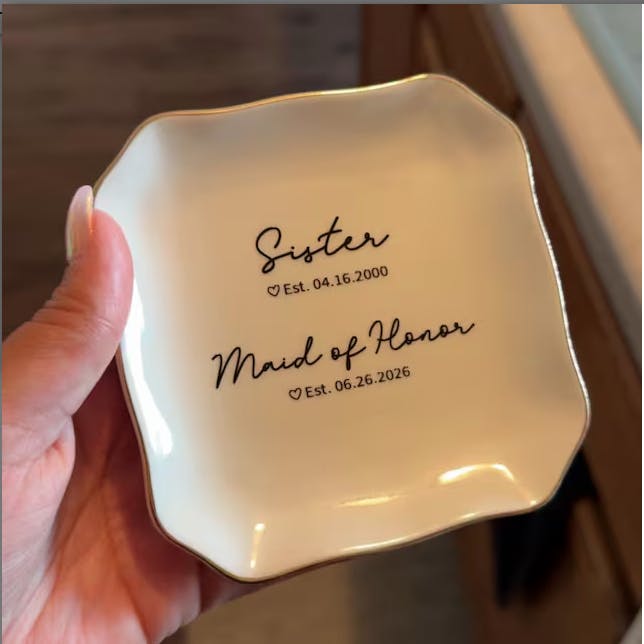 Sister
♡Est. 04.16.2000
Maid of Honor
♡Est. 06.26.2026